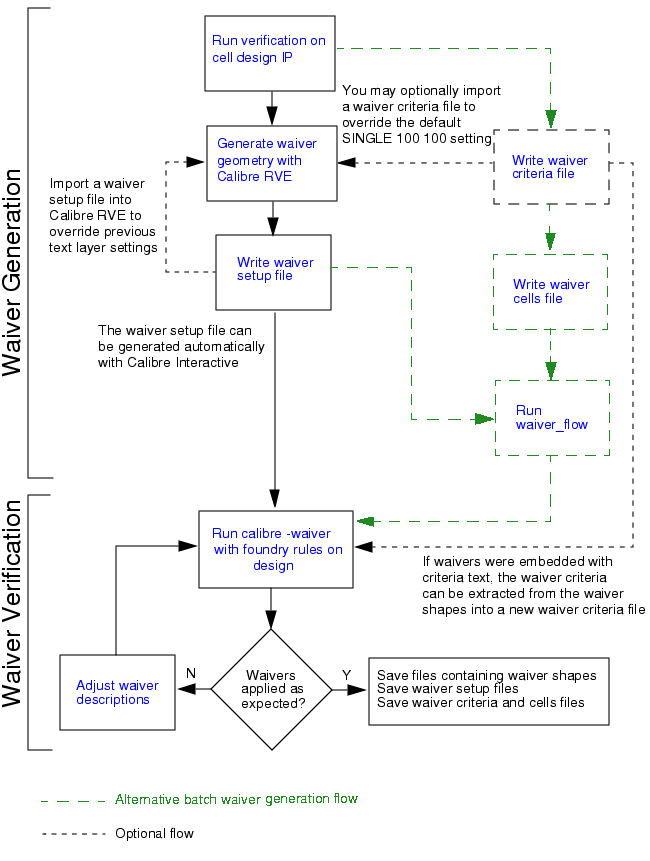 Waiver Generation
Run verification on
cell design IP
You may optionally import
a waiver criteria file to
override the default
SINGLE 100 100 setting
Generate waiver
geometry with
Calibre RVE
Write waiver
criteria file
Import a waiver
setup file into
Calibre RVE to
override previous
text layer settings
Write waiver
setup file
Write waiver
cells file
The waiver setup file can
be generated automatically
with Calibre Interactive
Run
waiver_flow
Waiver Verification
Run calibre -waiver
with foundry rules on
design
If waivers were embedded with
criteria text, the waiver criteria
can be extracted from the waiver
shapes into a new waiver criteria file
Adjust waiver
descriptions
N
Waivers
applied as
expected?
Y
Save files containing waiver shapes
Save waiver setup files
Save waiver criteria and cells files
Alternative batch waiver generation flow
Optional flow